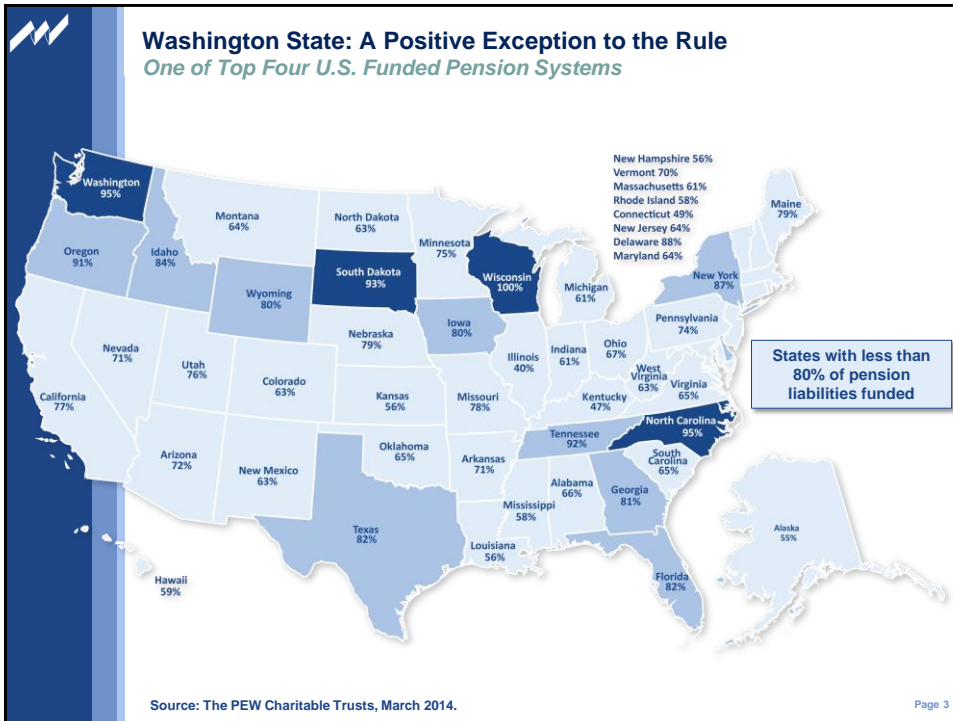 Washington State: A Positive Exception to the Rule
One of Top Four U.S. Funded Pension Systems
New Hampshire 56%
Vermont 70%
Massachusetts 61%
Rhode Island 58%
Connecticut 49%
New Jersey 64%
Delaware 88%
Maryland 64%
Washington
95%
Montana
64%
North Dakota
63%
Minnesota
75%
Maine
79%
Oregon
91%
Idaho
84%
South Dakota
93%
Wisconsin
100%
Michigan
61%
New York
87%
Wyoming
80%
Iowa
80%
Pennsylvania
74%
Nebraska
79%
Nevada
71%
Utah
76%
Colorado
63%
Illinois
40%
Indiana
61%
Ohio
67%
West
Virginia
63%
Virginia
65%
States with less than
80% of pension
liabilities funded
California
77%
Kansas
56%
Missouri
78%
Kentucky
47%
North Carolina
95%
Tennessee
92%
Arizona
72%
New Mexico
63%
Oklahoma
65%
Arkansas
71%
South
Carolina
65%
Mississippi
58%
Alabama
66%
Georgia
81%
Texas
82%
Louisiana
56%
Florida
82%
Alaska
55%
Hawaii
59%
Source: The PEW Charitable Trusts, March 2014.
Page 3